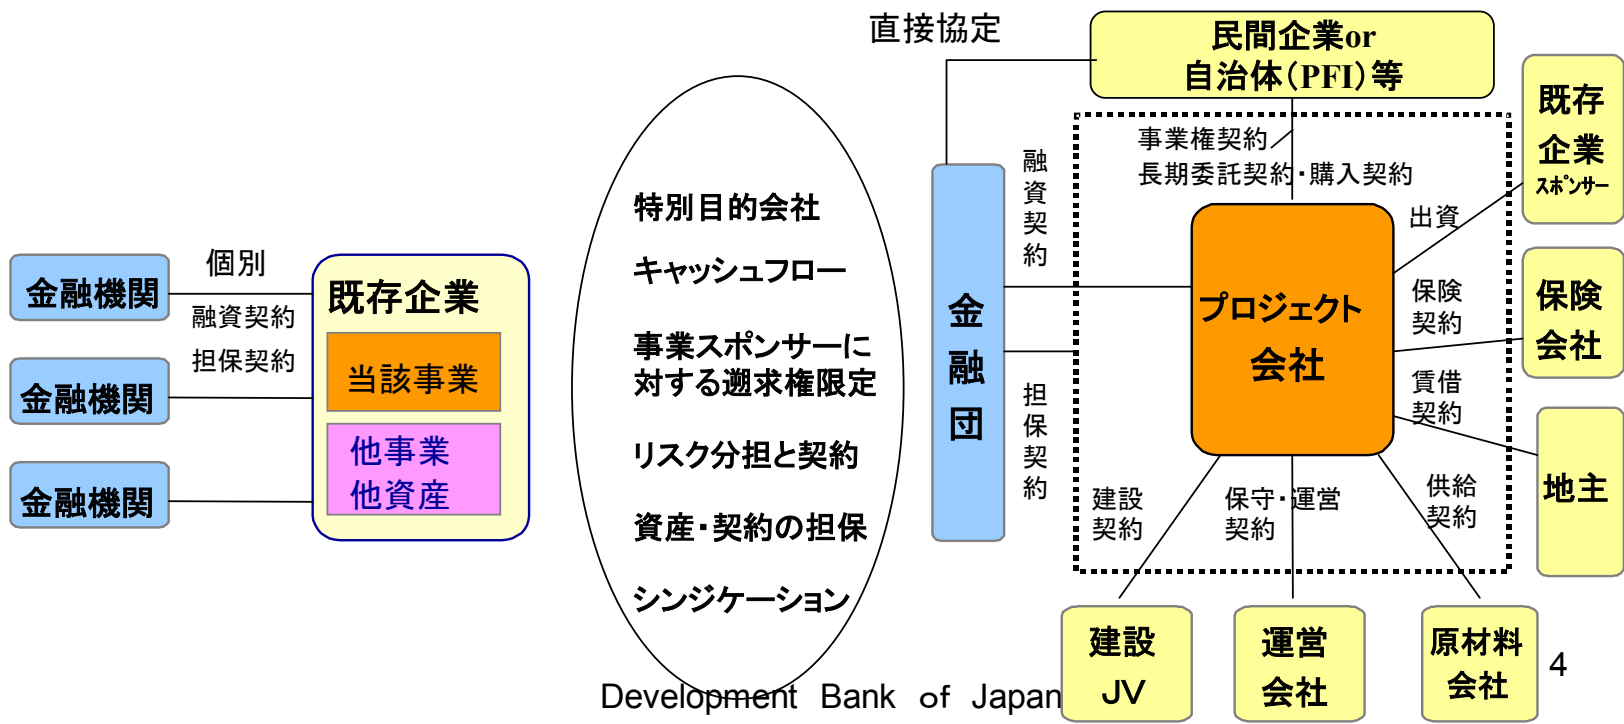 金融機関
金融機関
金融機関
個別
融資契約
担保契約
既存企業
当該事業
他事業
他資産
特別目的会社
キャッシュフロー
事業スポンサーに
対する遡求権限定
リスク分担と契約
資産・契約の担保
シンジケーション
直接協定
金融団
融資契約
担保契約
民間企業or
自治体（PFI）等
事業権契約
長期委託契約・購入契約
プロジェクト
会社
出資
保険
契約
賃借
契約
供給
契約
保守・運営
契約
建設
契約
既存
企業
スポンサー
保険
会社
地主
建設
JV
運営
会社
原材料
会社
Development Bank of Japan
4